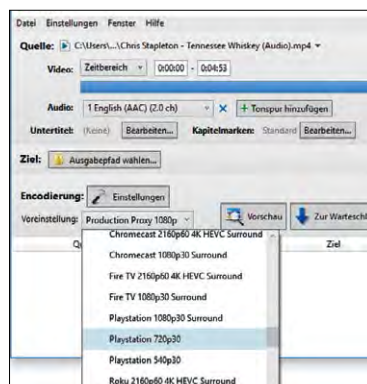 Datei Einstellungen Fenster Hilfe
Quelle: C:\Users\...\Chris Stapleton - Tennessee Whiskey (Audio).mp4
Video: Zeitbereich 0:00:00 - 0:04:53
Audio: 1 English (AAC) (2.0 ch) × + Tonspur hinzufügen
Untertitel: (Keine) Bearbeiten... Kapitelmarken: Standard Bearbeiten...
Ziel: Ausgabepfad wählen...
Encodierung: Einstellungen
Voreinstellung: Production Proxy 1080p Vorschau Zur Warteschl
Qu Ziel
Chromecast 2160p60 4K HEVC Surround
Chromecast 1080p30 Surround
Fire TV 2160p60 4K HEVC Surround
Fire TV 1080p30 Surround
Playstation 1080p30 Surround
Playstation 720p30
Playstation 540p30
Roku 2160p60 4K HEVC Surround